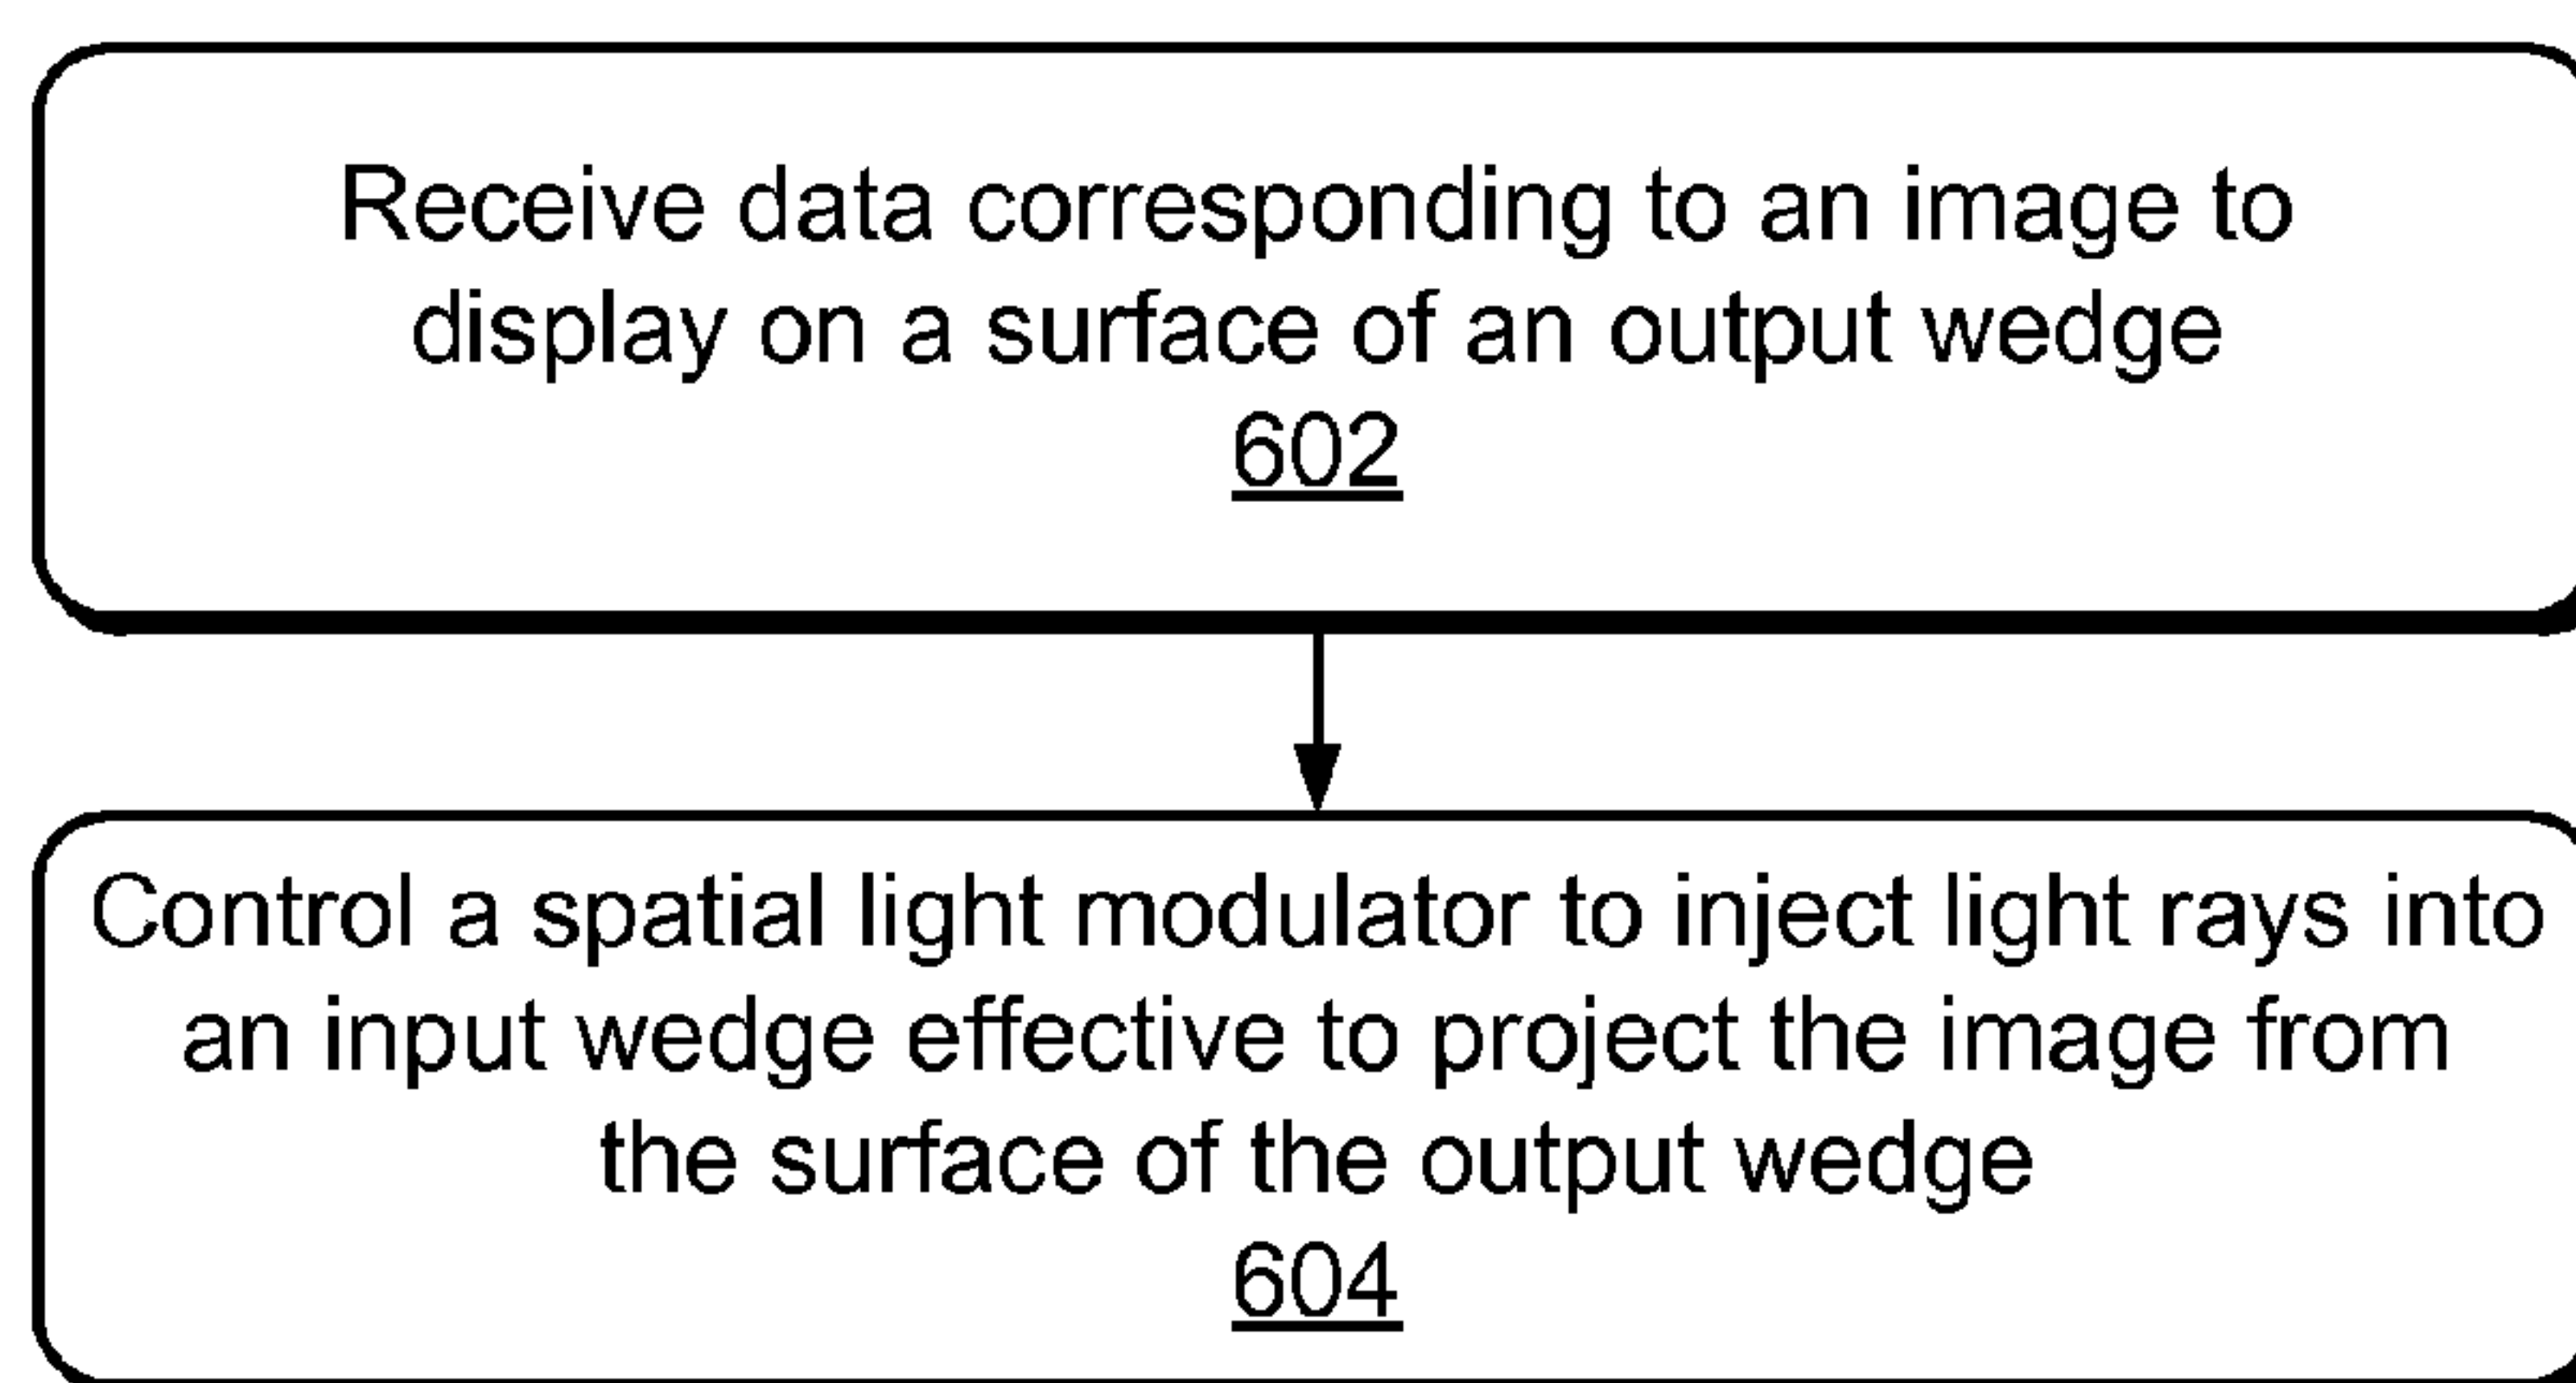 Receive data corresponding to an image to
display on a surface of an output wedge
602
Control a spatial light modulator to inject light rays into
an input wedge effective to project the image from
the surface of the output wedge
604